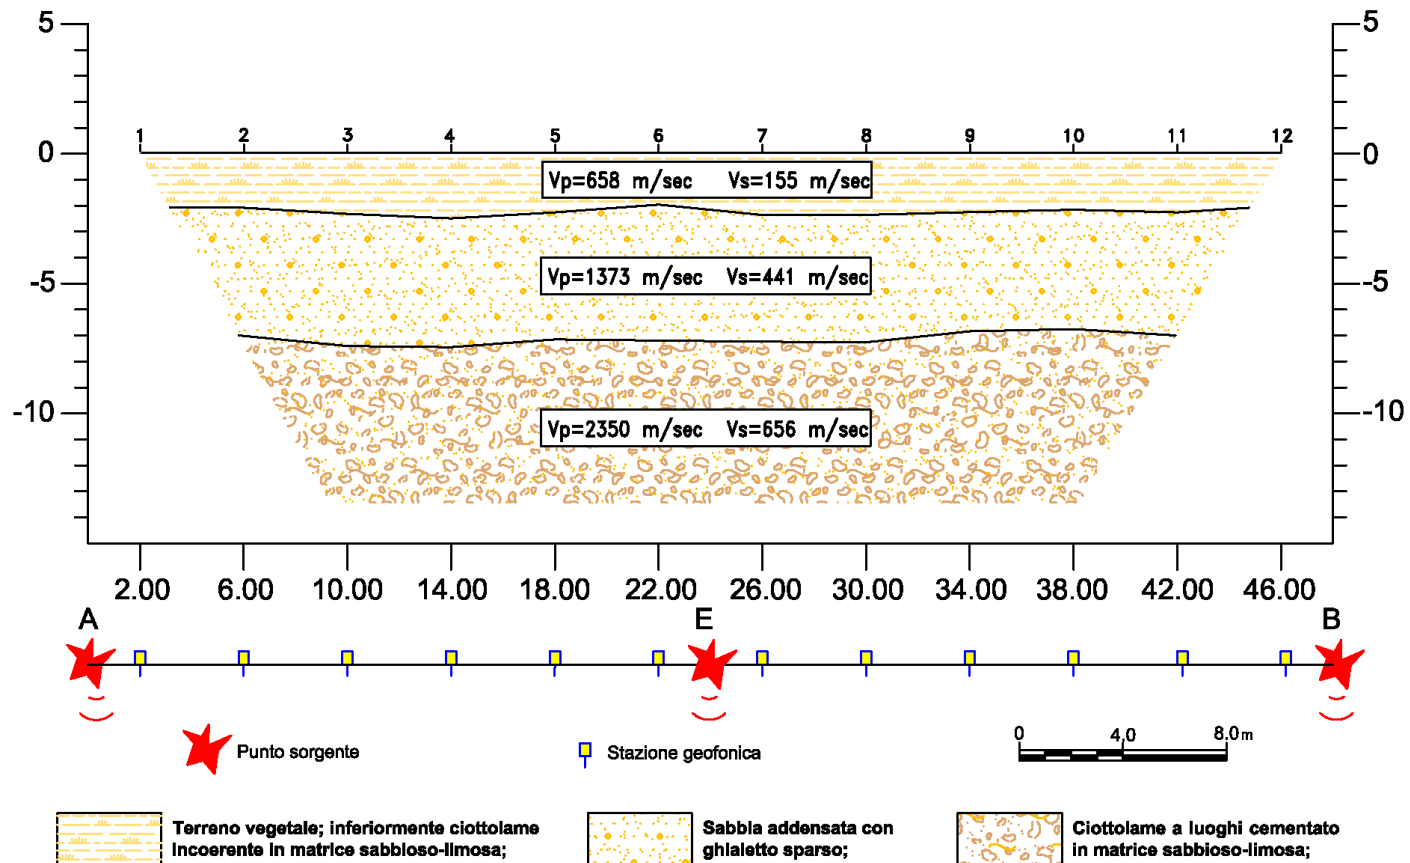 5 5
1 2 3 4 5 6 7 8 9 10 11 12
0 0
Vp=658 m/sec Vs=155 m/sec
-5 -5
Vp=1373 m/sec Vs=441 m/sec
-10 -10
Vp=2350 m/sec Vs=656 m/sec
2.00 6.00 10.00 14.00 18.00 22.00 26.00 30.00 34.00 38.00 42.00 46.00
A E B
Punto sorgente
Stazione geofonica
0 4.0 8.0m
Terreno vegetale; inferiormente ciottolame
incoerente in matrice sabbioso-limosa;
Sabbia addensata con
ghiaietto sparso;
Ciottolame a luoghi cementato
in matrice sabbioso-limosa;